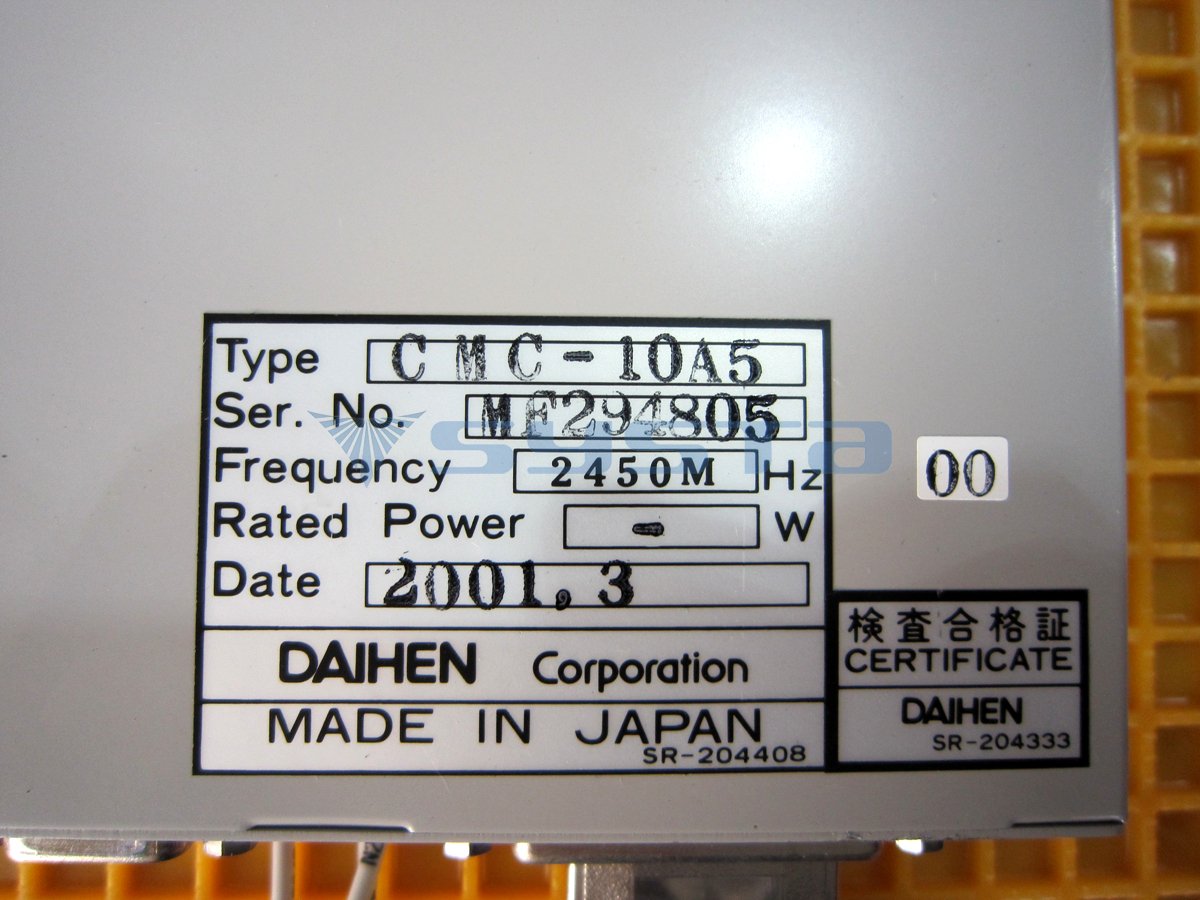 Type CMC-10A5
Ser. No. MF294805
Frequency 2450M Hz
Rated Power - W
Date 2001.3
DAIHEN Corporation
MADE IN JAPAN
SR-204408
systa
00
検査合格証
CERTIFICATE
DAIHEN
SR-204333